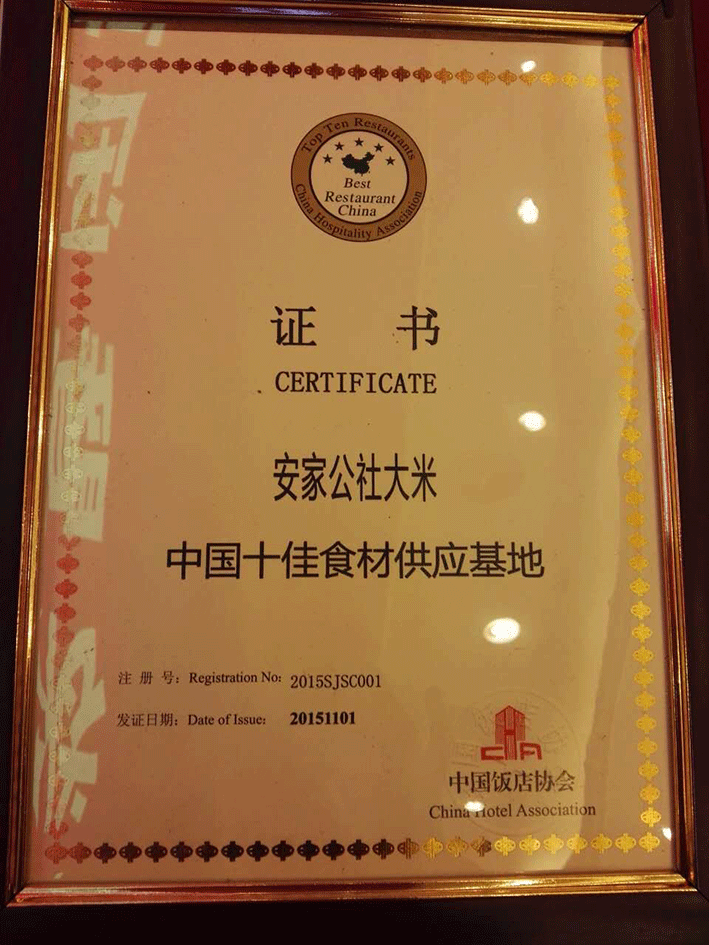 Top Ten Restaurants
Best
Restaurant
China
China Hospitality Association
证 书
CERTIFICATE
安家公社大米
中国十佳食材供应基地
注 册 号: Registration No: 2015SJSC001
发证日期: Date of Issue: 20151101
CHA
中国饭店协会
China Hotel Association